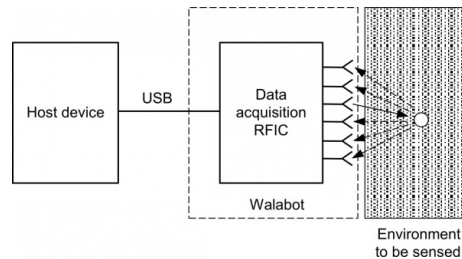 Host device
USB
Data
acquisition
RFIC
Walabot
Environment
to be sensed